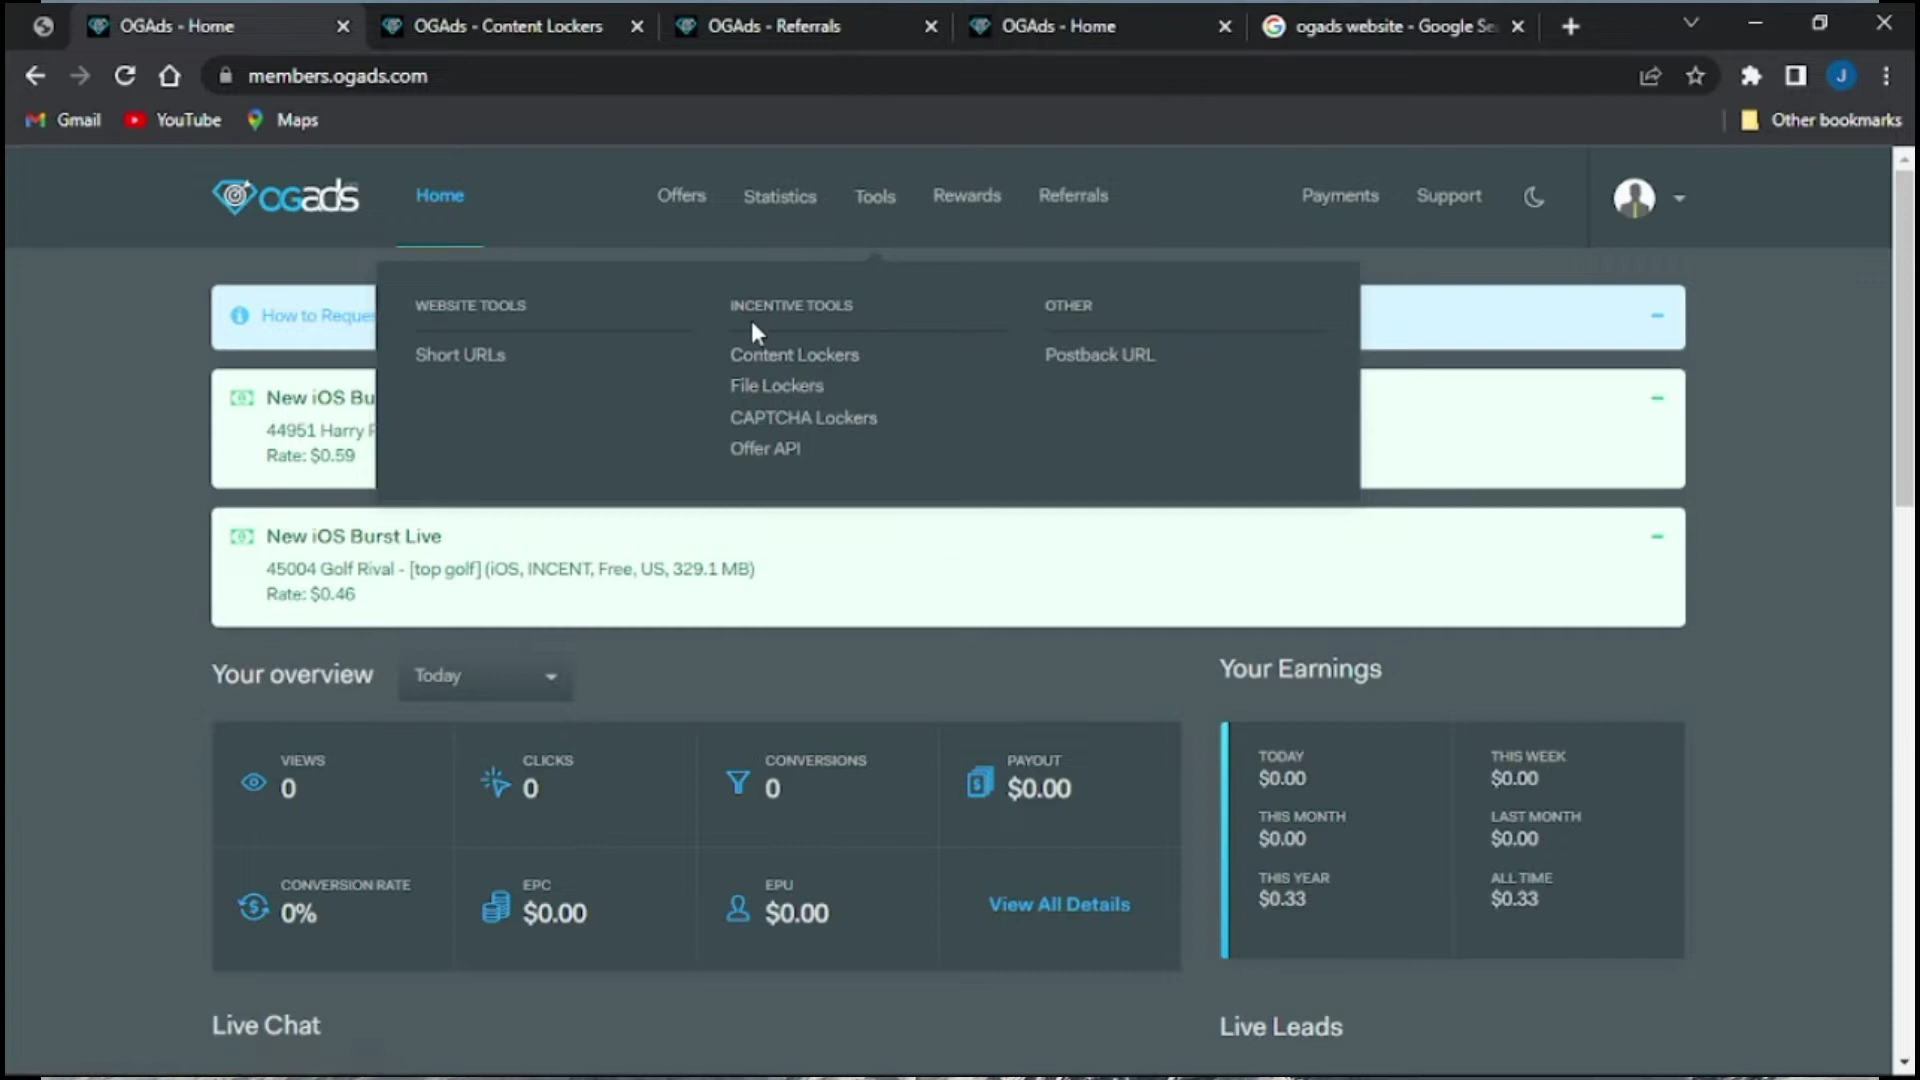 OGAds - Home
OGAds - Content Lockers
OGAds - Referrals
OGAds - Home
ogads website - Google Se
members.ogads.com
J
Gmail
YouTube
Maps
Other bookmarks
OGads
Home
Offers
Statistics
Tools
Rewards
Referrals
Payments
Support
WEBSITE TOOLS
Short URLs
INCENTIVE TOOLS
Content Lockers
File Lockers
CAPTCHA Lockers
Offer API
OTHER
Postback URL
How to Reques
New iOS Bu
44951 Harry P
Rate: $0.59
New iOS Burst Live
45004 Golf Rival - [top golf] (iOS, INCENT, Free, US, 329.1 MB)
Rate: $0.46
Your overview
Today
VIEWS
0
CLICKS
0
CONVERSIONS
0
PAYOUT
$0.00
CONVERSION RATE
0%
EPC
$0.00
EPU
$0.00
View All Details
Your Earnings
TODAY
$0.00
THIS WEEK
$0.00
THIS MONTH
$0.00
LAST MONTH
$0.00
THIS YEAR
$0.33
ALL TIME
$0.33
Live Chat
Live Leads